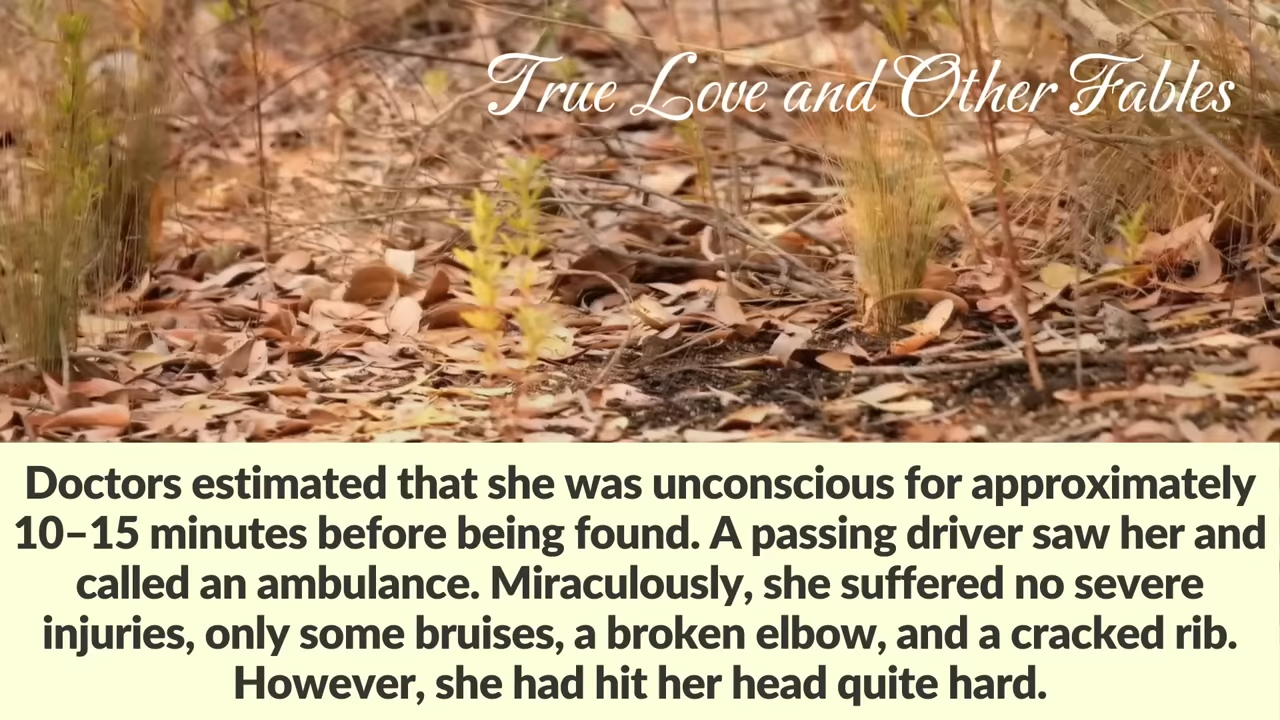 True Love and Other Fables
Doctors estimated that she was unconscious for approximately
10–15 minutes before being found. A passing driver saw her and
called an ambulance. Miraculously, she suffered no severe
injuries, only some bruises, a broken elbow, and a cracked rib.
However, she had hit her head quite hard.